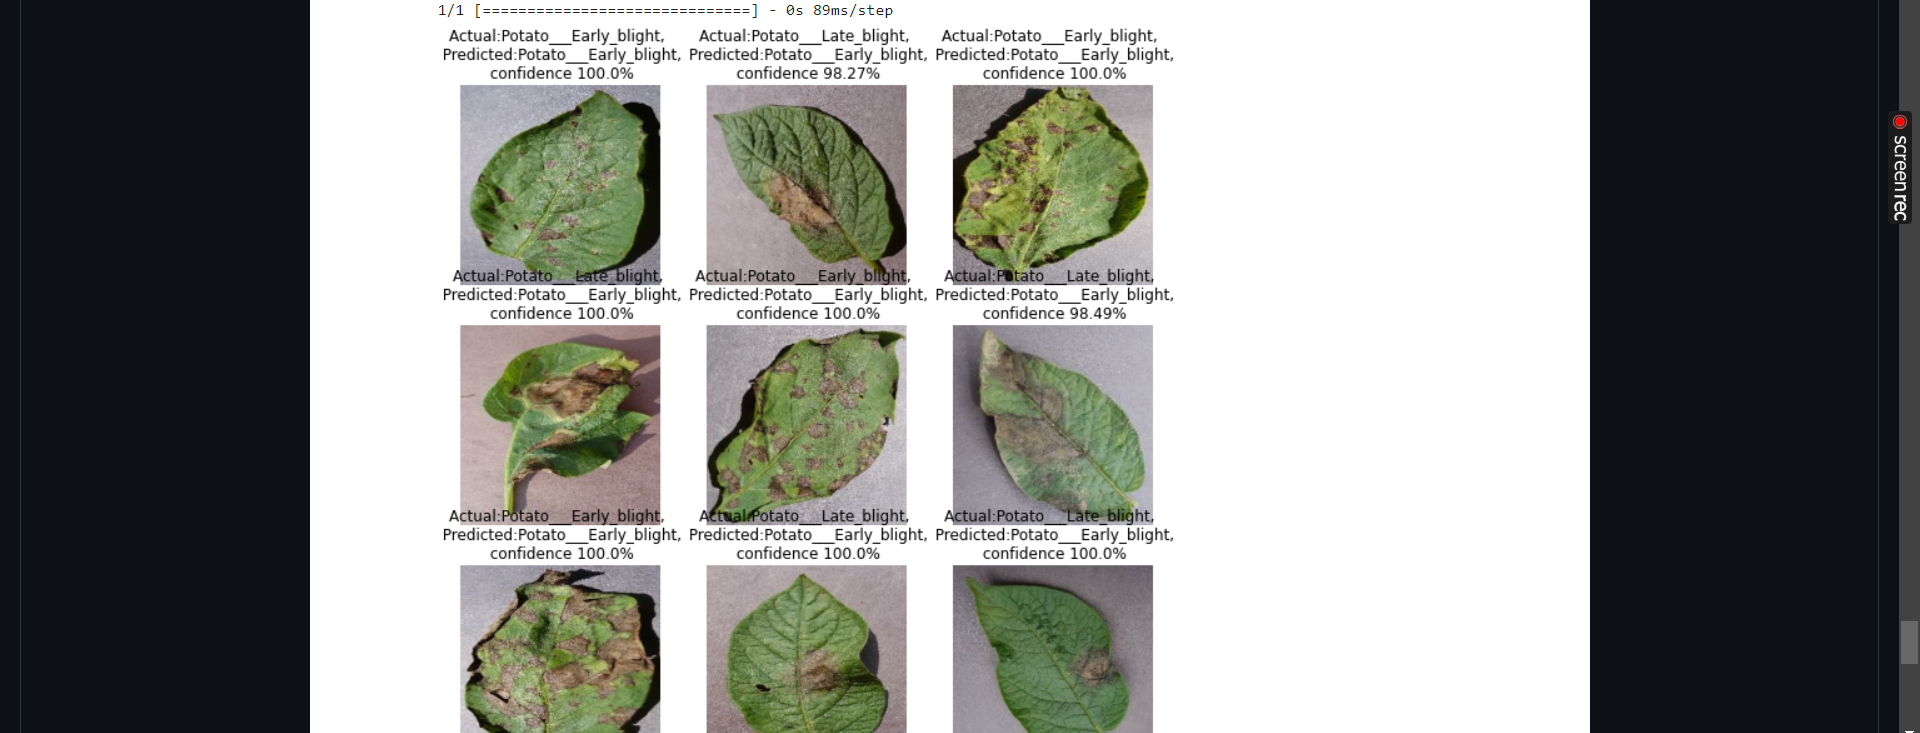 1/1 [==============================] - 0s 89ms/step
Actual:Potato___Early_blight,
Predicted:Potato___Early_blight,
confidence 100.0%
Actual:Potato___Late_blight,
Predicted:Potato___Early_blight,
confidence 98.27%
Actual:Potato___Early_blight,
Predicted:Potato___Early_blight,
confidence 100.0%
Actual:Potato___Late_blight,
Predicted:Potato___Early_blight,
confidence 100.0%
Actual:Potato___Early_blight,
Predicted:Potato___Early_blight,
confidence 100.0%
Actual:Potato___Late_blight,
Predicted:Potato___Early_blight,
confidence 98.49%
Actual:Potato___Early_blight,
Predicted:Potato___Early_blight,
confidence 100.0%
Actual:Potato___Late_blight,
Predicted:Potato___Early_blight,
confidence 100.0%
Actual:Potato___Late_blight,
Predicted:Potato___Early_blight,
confidence 100.0%
screenrec